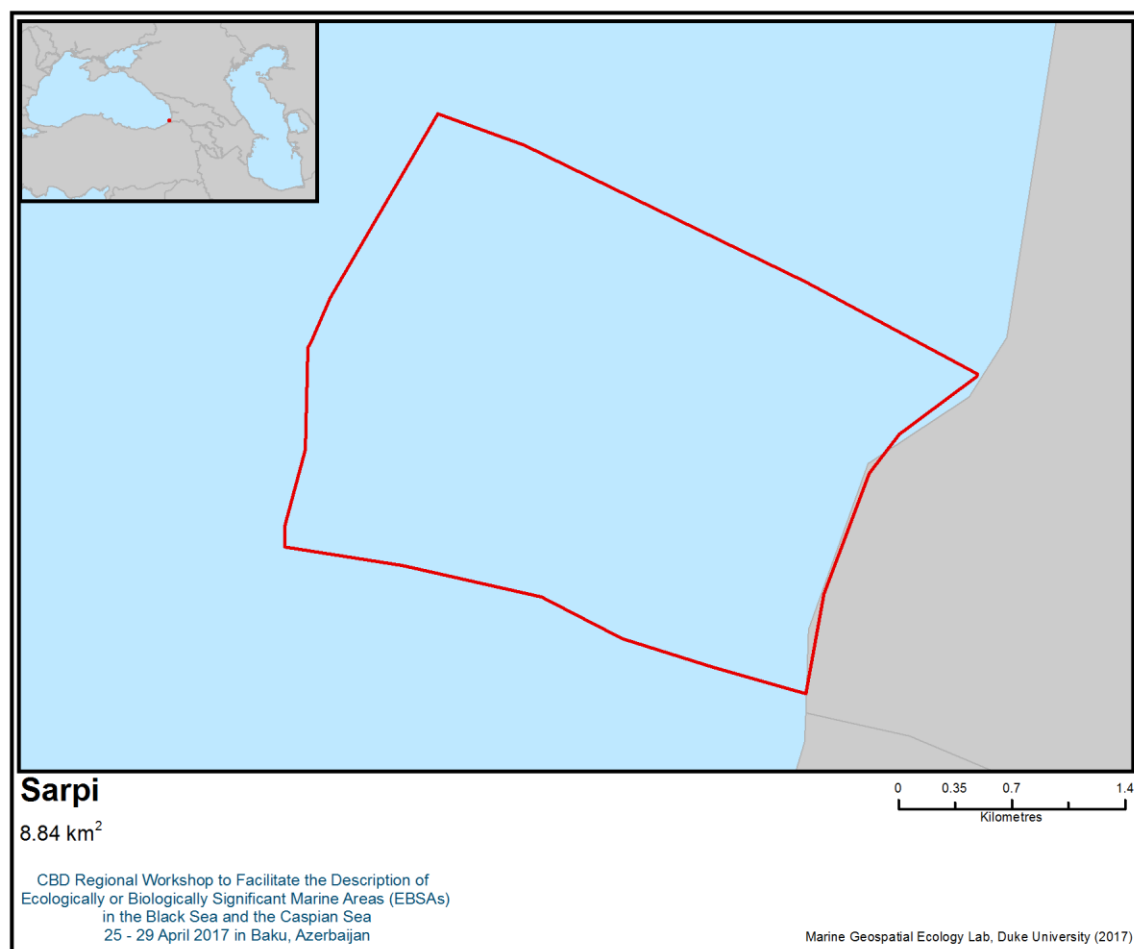 Sarpi
8.84 km²
0 0.35 0.7 1.4
Kilometres
CBD Regional Workshop to Facilitate the Description of
Ecologically or Biologically Significant Marine Areas (EBSAs)
in the Black Sea and the Caspian Sea
25 - 29 April 2017 in Baku, Azerbaijan
Marine Geospatial Ecology Lab, Duke University (2017)